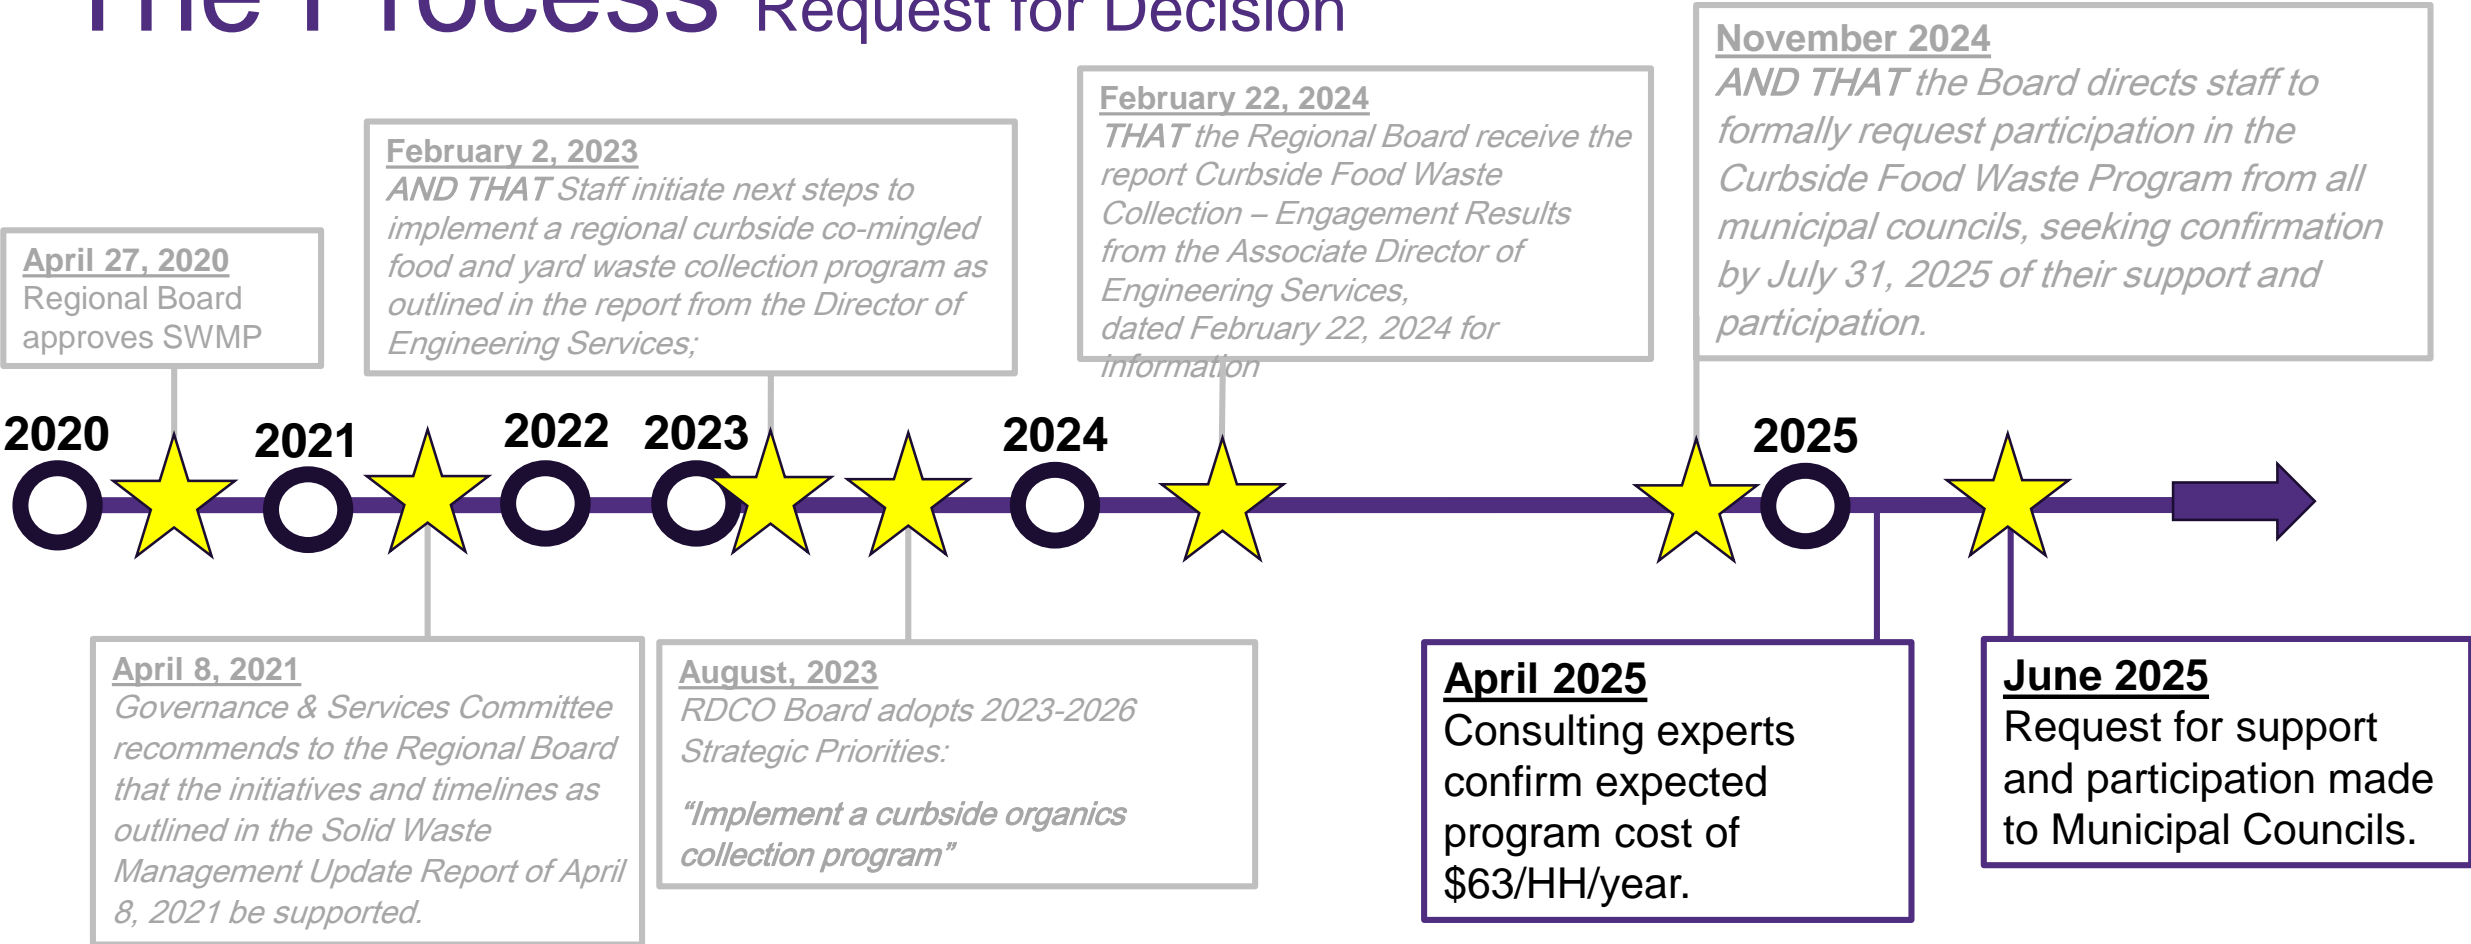 The Process Request for Decision
April 27, 2020
Regional Board
approves SWMP
February 2, 2023
AND THAT Staff initiate next steps to
implement a regional curbside co-mingled
food and yard waste collection program as
outlined in the report from the Director of
Engineering Services;
February 22, 2024
THAT the Regional Board receive the
report Curbside Food Waste
Collection – Engagement Results
from the Associate Director of
Engineering Services,
dated February 22, 2024 for
information
November 2024
AND THAT the Board directs staff to
formally request participation in the
Curbside Food Waste Program from all
municipal councils, seeking confirmation
by July 31, 2025 of their support and
participation.
2020
2021
2022
2023
2024
2025
April 8, 2021
Governance & Services Committee
recommends to the Regional Board
that the initiatives and timelines as
outlined in the Solid Waste
Management Update Report of April
8, 2021 be supported.
August, 2023
RDCO Board adopts 2023-2026
Strategic Priorities:
“Implement a curbside organics
collection program”
April 2025
Consulting experts
confirm expected
program cost of
$63/HH/year.
June 2025
Request for support
and participation made
to Municipal Councils.